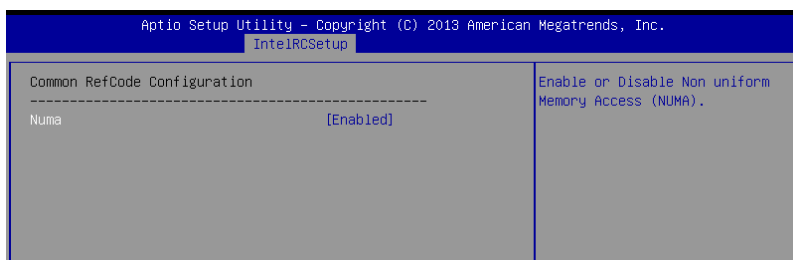 Aptio Setup Utility – Copyright (C) 2013 American Megatrends, Inc.
IntelRCSetup
Common RefCode Configuration
--------------------------------------------------
Numa [Enabled]
Enable or Disable Non uniform
Memory Access (NUMA).